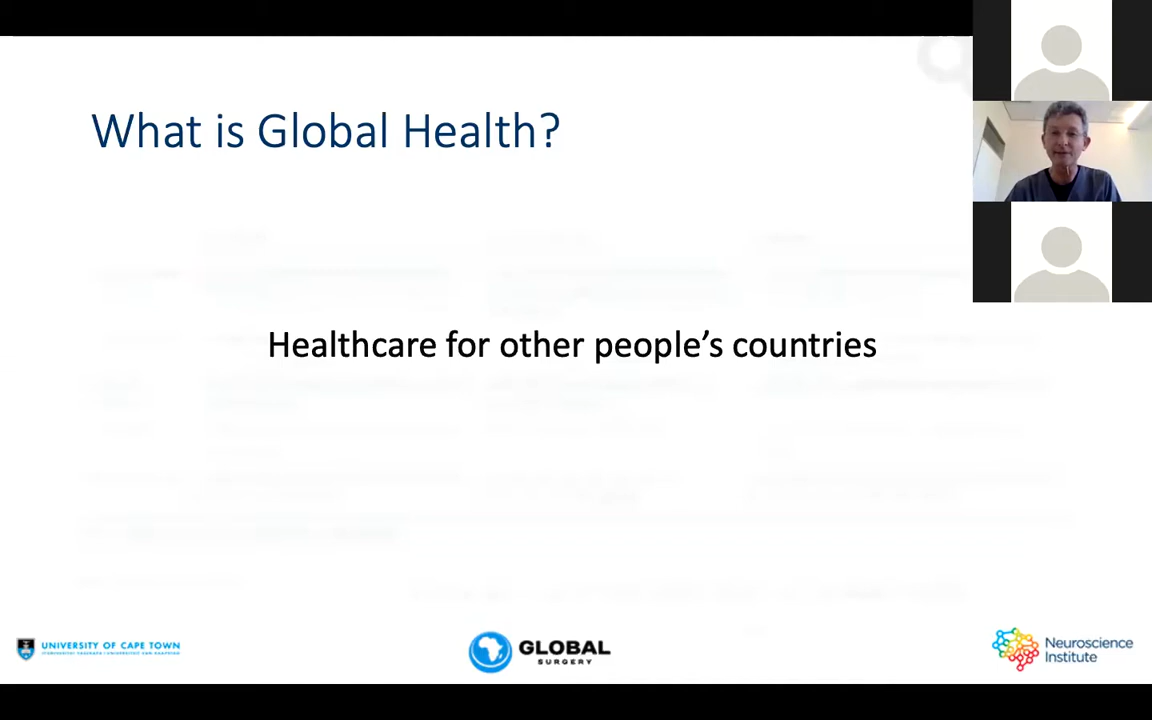 What is Global Health?
Healthcare for other people’s countries
UNIVERSITY OF CAPE TOWN
GLOBAL
SURGERY
Neuroscience
Institute